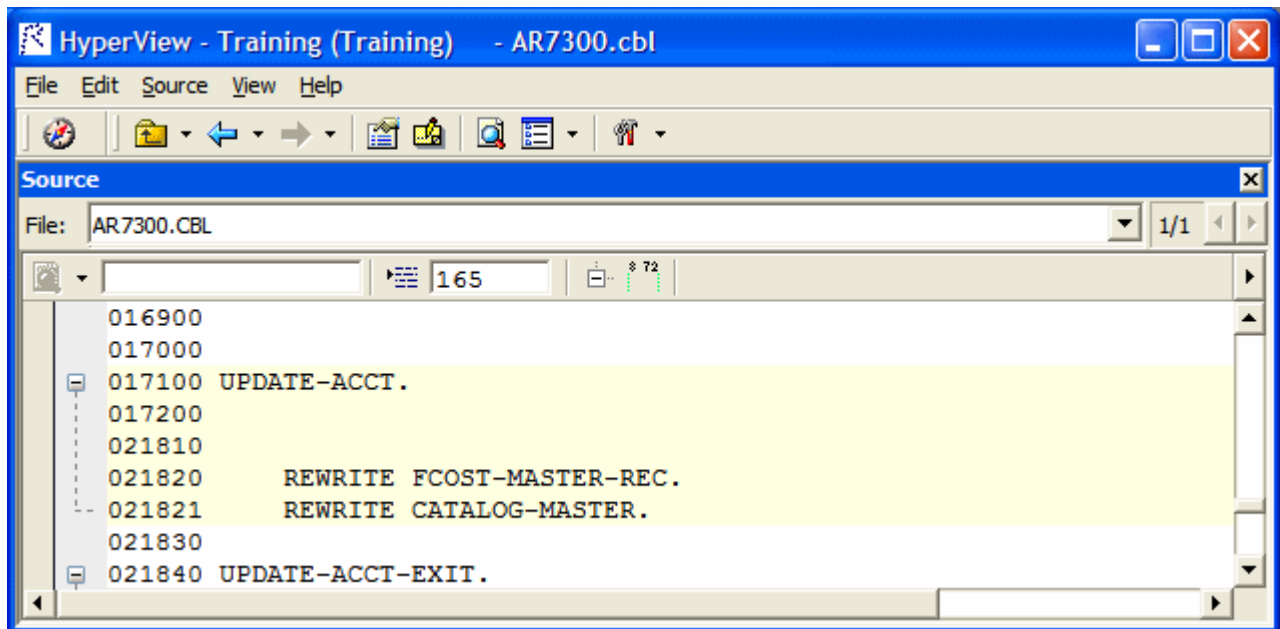 HyperView - Training (Training) - AR7300.cbl
File Edit Source View Help
Source
File: AR7300.CBL 1/1
165 8 72
016900
017000
017100 UPDATE-ACCT.
017200
021810
021820 REWRITE FCOST-MASTER-REC.
021821 REWRITE CATALOG-MASTER.
021830
021840 UPDATE-ACCT-EXIT.